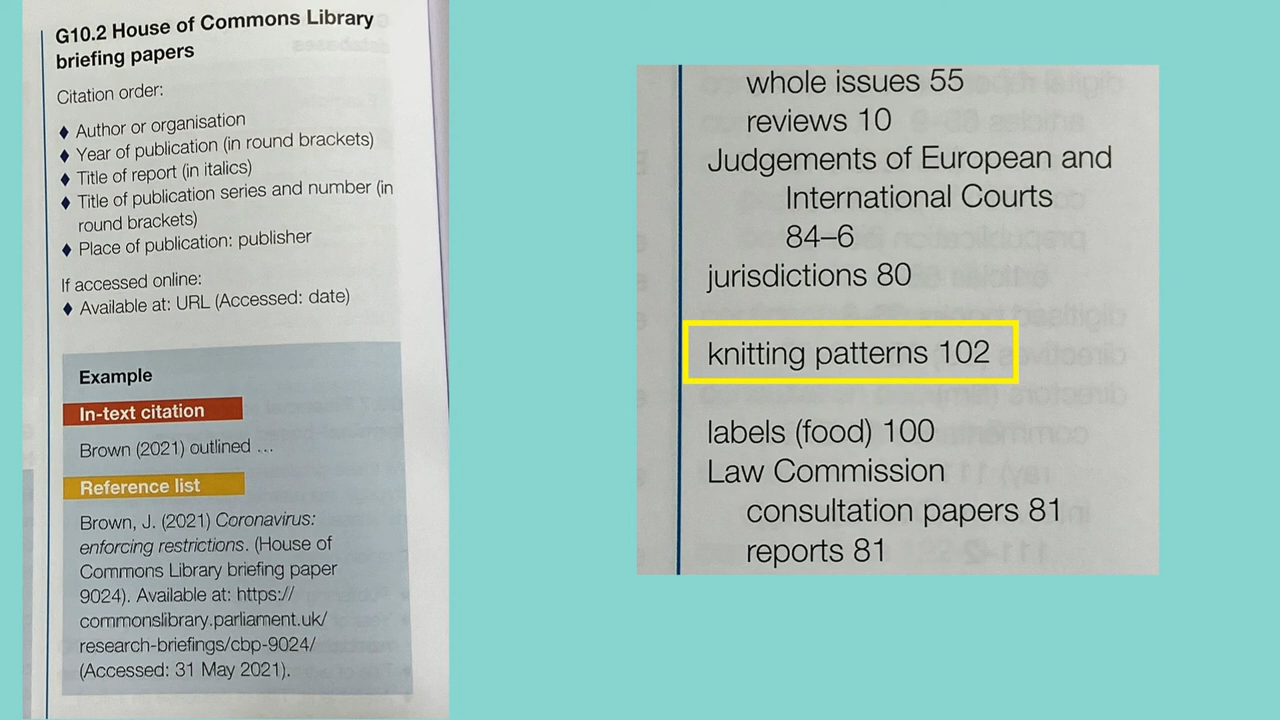 G10.2 House of Commons Library
briefing papers
Citation order:
♦ Author or organisation
♦ Year of publication (in round brackets)
♦ Title of report (in italics)
♦ Title of publication series and number (in
round brackets)
♦ Place of publication: publisher
If accessed online:
♦ Available at: URL (Accessed: date)
Example
In-text citation
Brown (2021) outlined ...
Reference list
Brown, J. (2021) Coronavirus:
enforcing restrictions. (House of
Commons Library briefing paper
9024). Available at: https://
commonslibrary.parliament.uk/
research-briefings/cbp-9024/
(Accessed: 31 May 2021).
whole issues 55
reviews 10
Judgements of European and
International Courts
84–6
jurisdictions 80
knitting patterns 102
labels (food) 100
Law Commission
consultation papers 81
reports 81